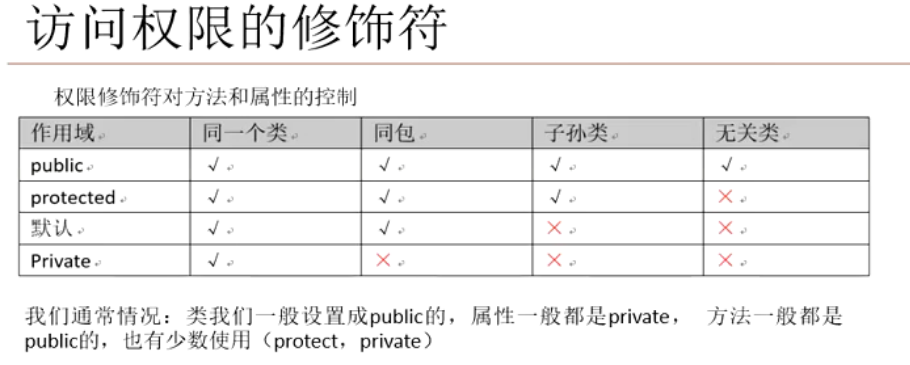 访问权限的修饰符
权限修饰符对方法和属性的控制
作用域 同一个类 同包 子孙类 无关类
public √ √ √ √
protected √ √ √ ×
默认 √ √ × ×
Private √ × × ×
我们通常情况：类我们一般设置成public的，属性一般都是private， 方法一般都是
public的，也有少数使用（protect，private）